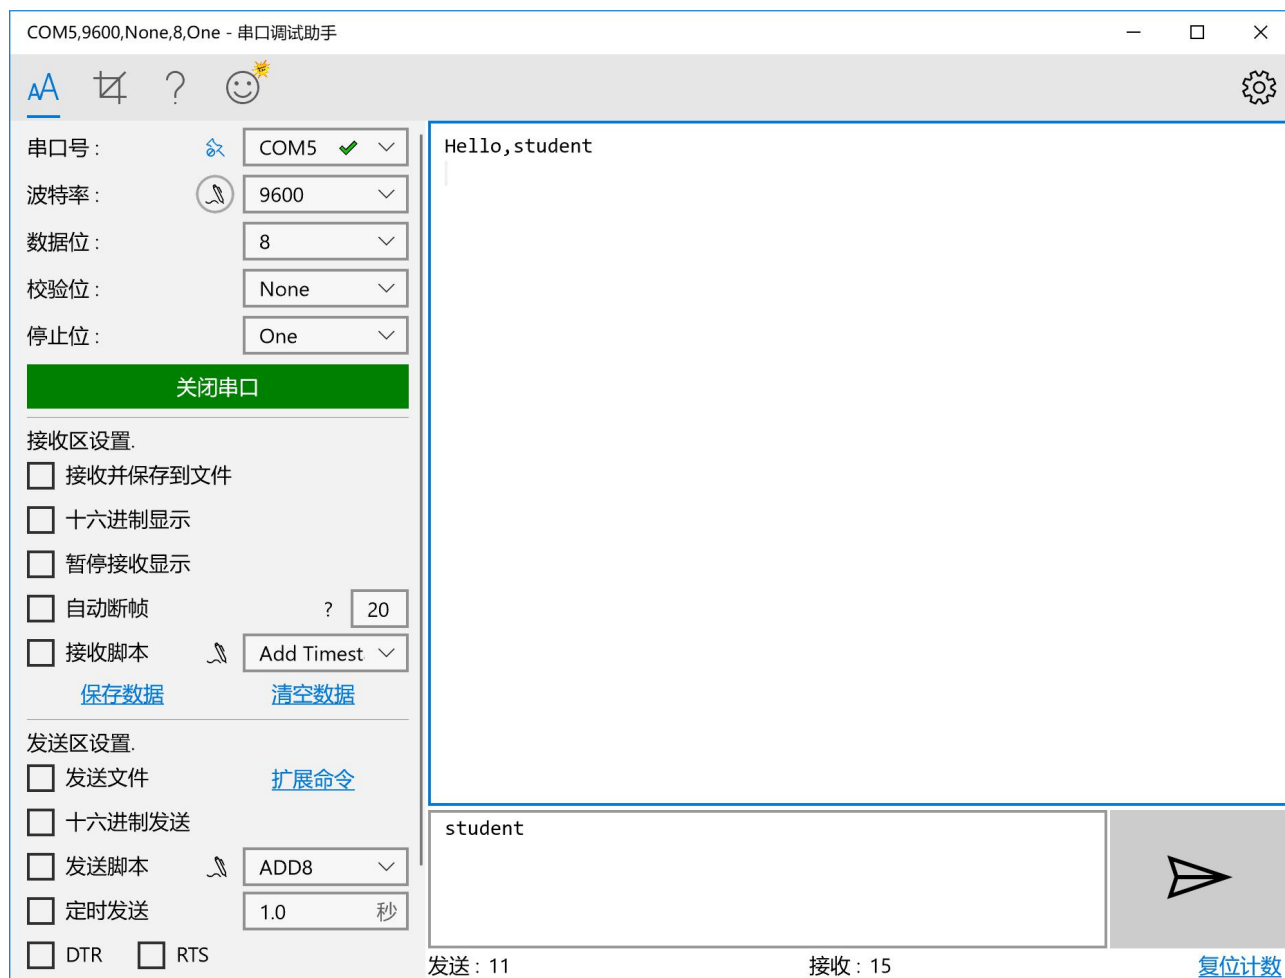 COM5,9600,None,8,One - 串口调试助手
AA
串口号 : COM5
波特率 : 9600
数据位 : 8
校验位 : None
停止位 : One
关闭串口
接收区设置.
接收并保存到文件
十六进制显示
暂停接收显示
自动断帧 ? 20
接收脚本 Add Timest
保存数据 清空数据
发送区设置.
发送文件 扩展命令
十六进制发送
发送脚本 ADD8
定时发送 1.0 秒
DTR RTS
Hello,student
student
发送 : 11 接收 : 15 复位计数